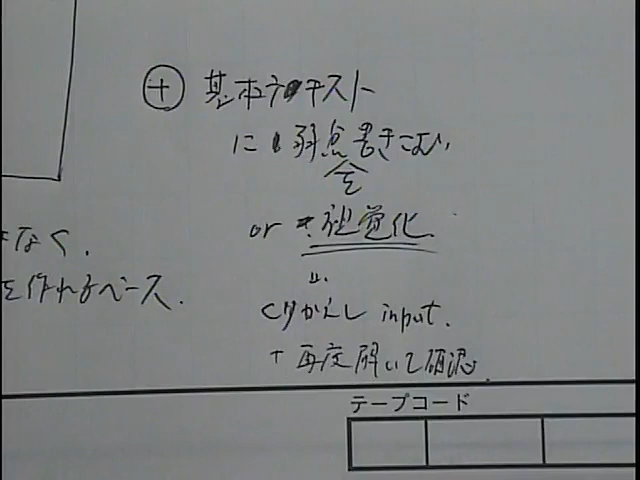 ⊕ 基本テキスト
に弱点書きこむ
を
or 視覚化
くりかえし input.
+ 再度解いて確認.
なく.
を作れるベース.
テープコード